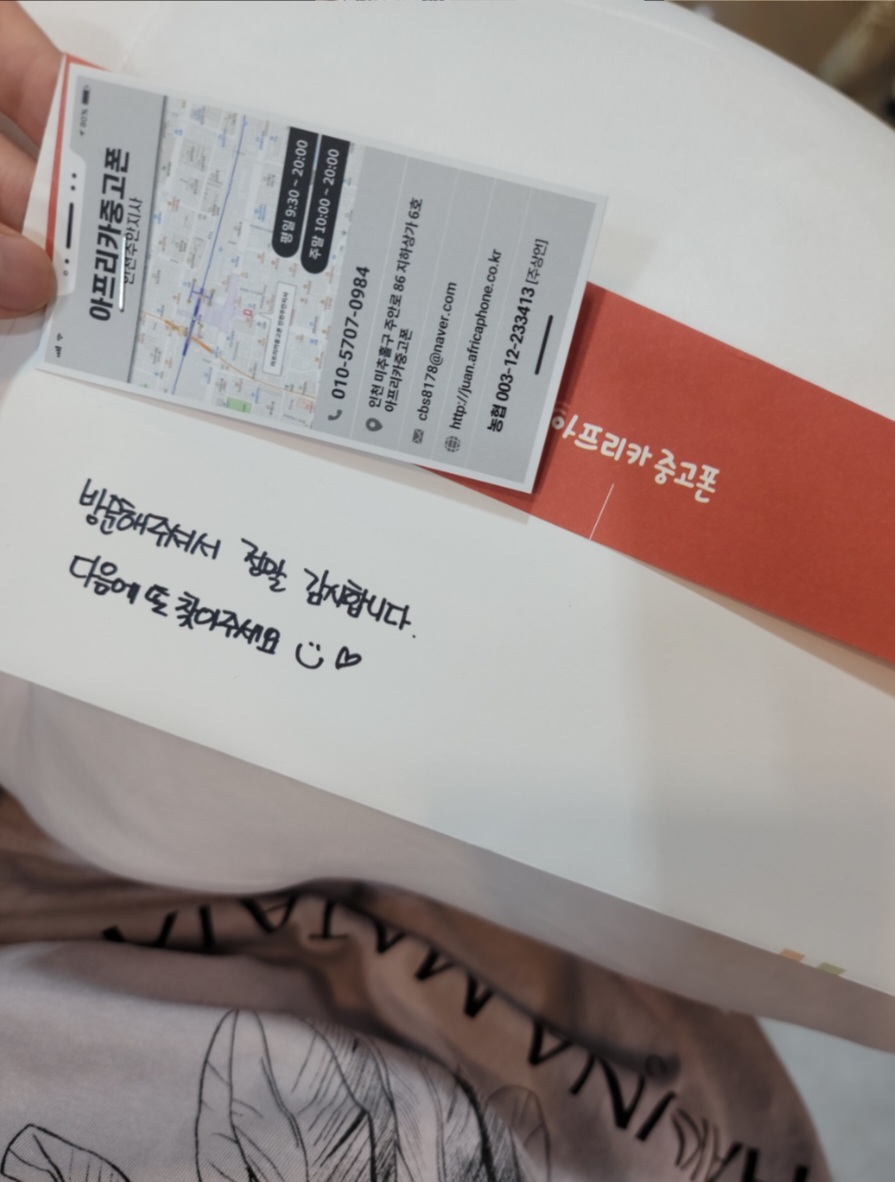 80%
아프리카중고폰
인천주안지사
평일 9:30 ~ 20:00
주말 10:00 ~ 20:00
010-5707-0984
인천 미추홀구 주안로 86 지하상가 6호
아프리카중고폰
cbs8178@naver.com
http://juan.africaphone.co.kr
농협 003-12-233413 [주상언]
아프리카 중고폰
방문해주셔서 정말 감사합니다.
다음에 또 찾아주세요